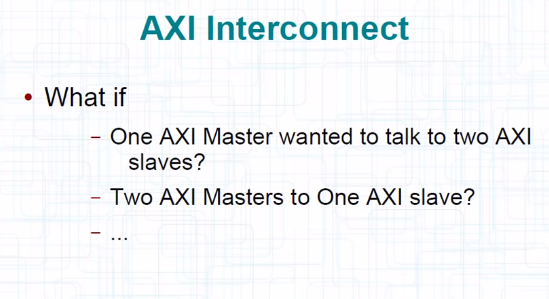 AXI Interconnect
• What if
– One AXI Master wanted to talk to two AXI
slaves?
– Two AXI Masters to One AXI slave?
– ...